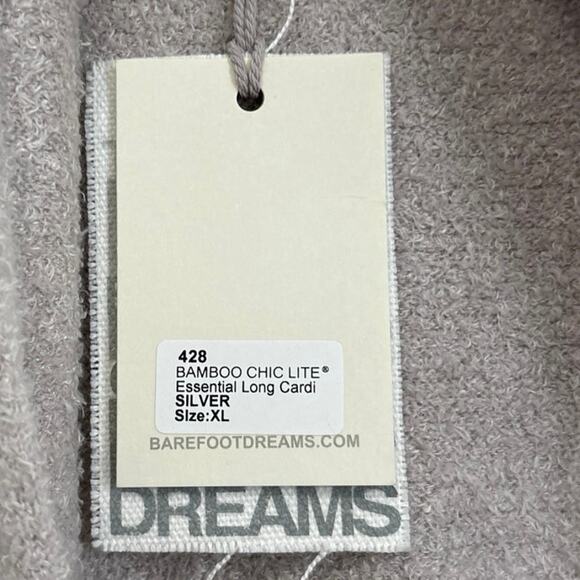 428
BAMBOO CHIC LITE®
Essential Long Cardi
SILVER
SIze:XL
BAREFOOTDREAMS.COM
DREAMS